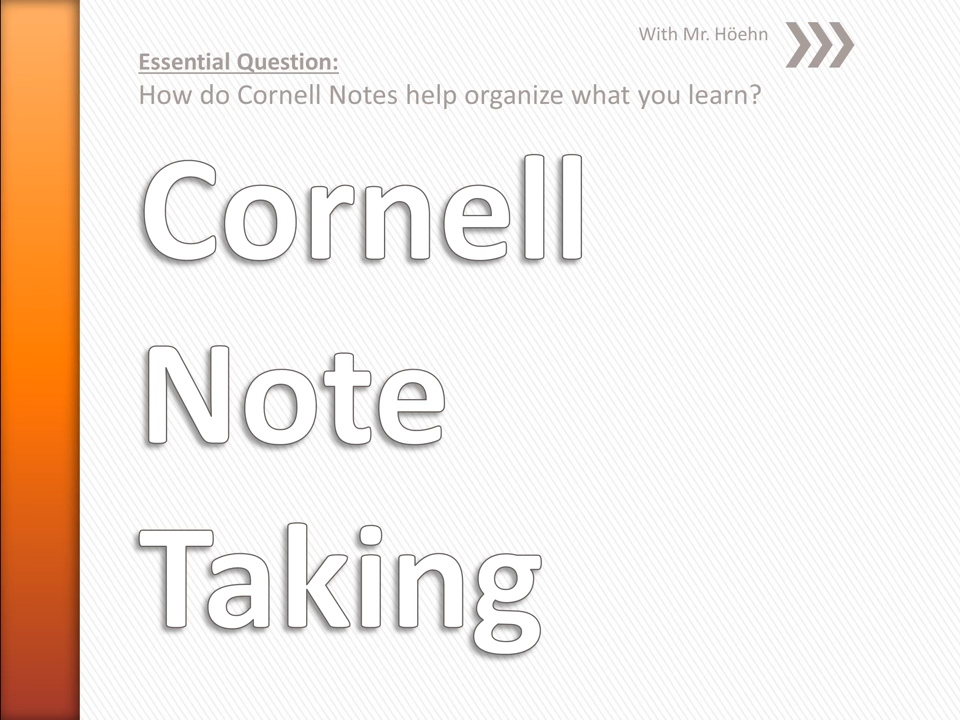 With Mr. Höehn
Essential Question:
How do Cornell Notes help organize what you learn?
Cornell
Note
Taking